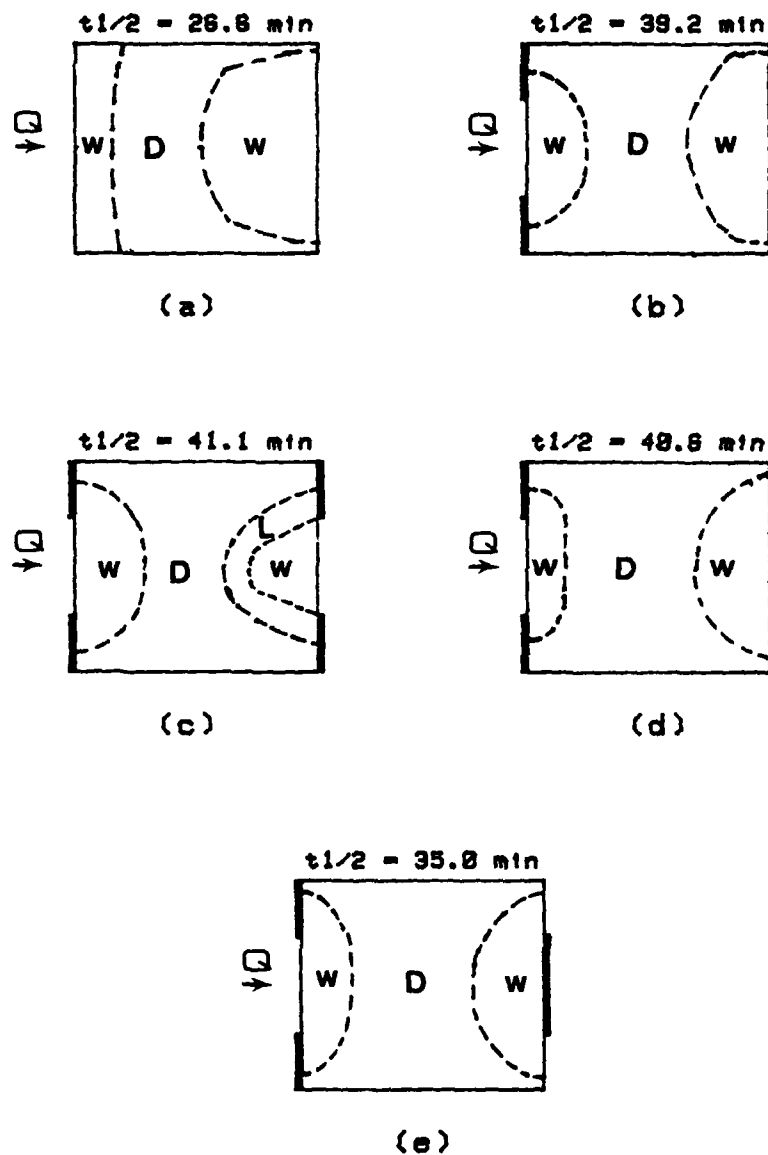 t1/2 = 26.8 min
t1/2 = 39.2 min
Q
W D W
Q
W D W
(a)
(b)
t1/2 = 41.1 min
t1/2 = 40.6 min
Q
W D L W
Q
W D W
(c)
(d)
t1/2 = 35.0 min
Q
W D W
(e)